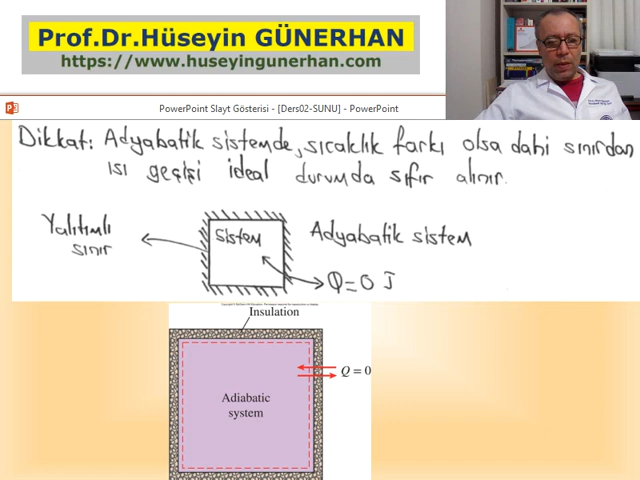 Prof.Dr.Hüseyin GÜNERHAN
https://www.huseyingunerhan.com
PowerPoint Slayt Gösterisi - [Ders02-SUNU] - PowerPoint
Dikkat: Adyabatik sistemde, sıcaklık farkı olsa dahi sınırdan
ısı geçişi ideal durumda sıfır alınır.
Yalıtımlı
sınır
Sistem
Adyabatik sistem
Q=0 J
Insulation
Q = 0
Adiabatic
system